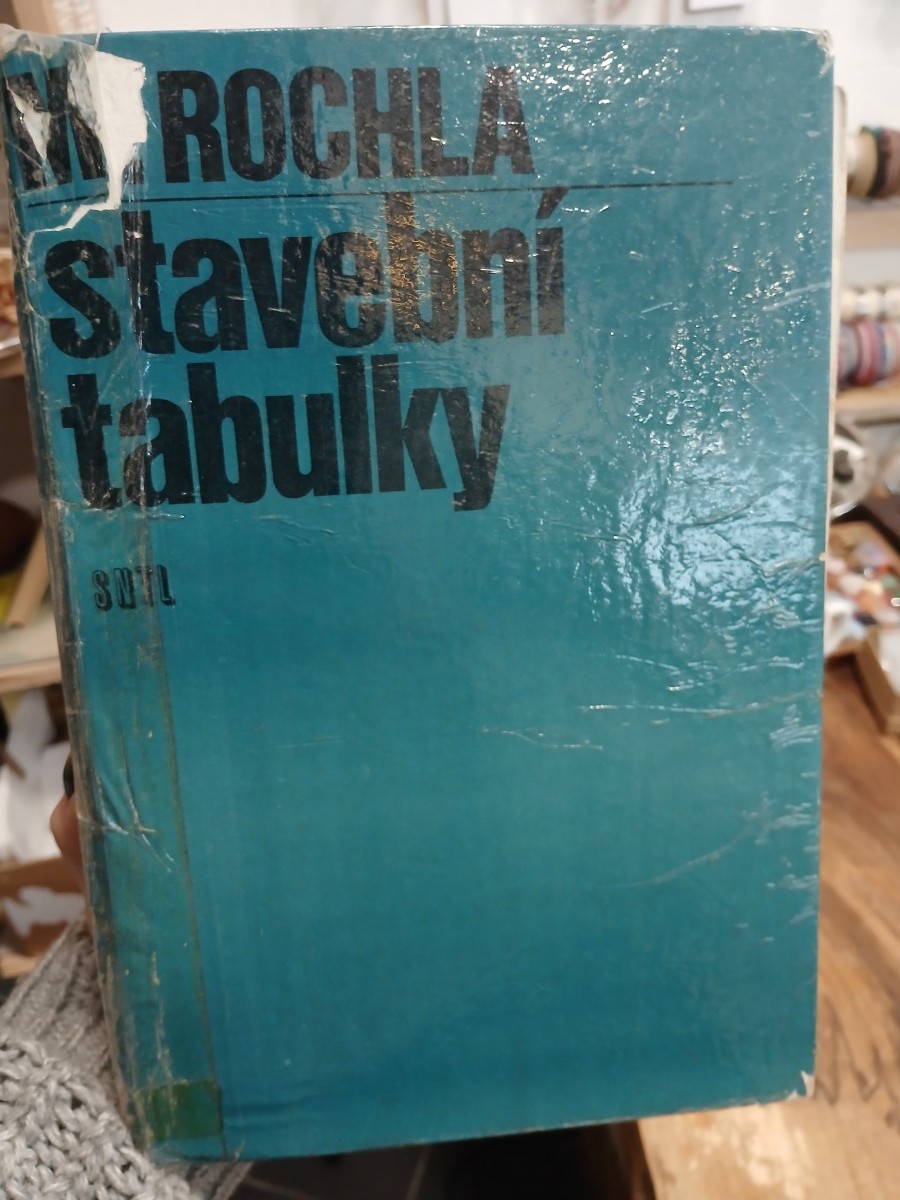 M. ROCHLA
stavební
tabulky
SNTL